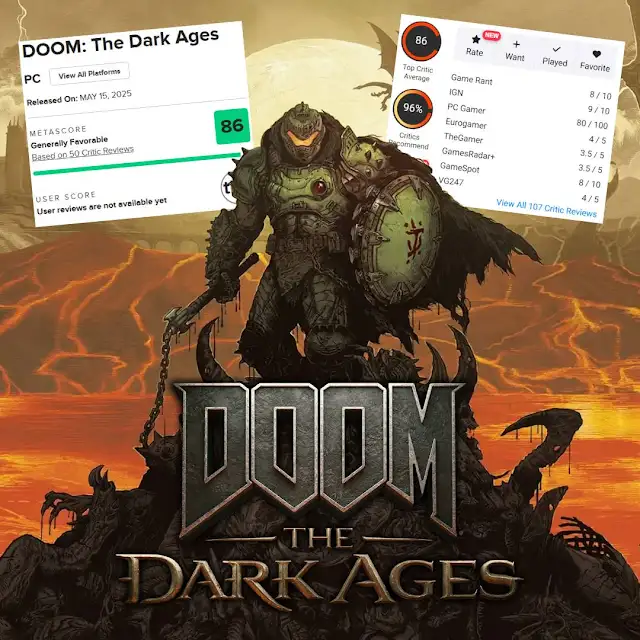 DOOM: The Dark Ages
PC View All Platforms
Released On: MAY 15, 2025
METASCORE
Generally Favorable
Based on 50 Critic Reviews
86
USER SCORE
User reviews are not available yet
86
Top Critic
Average
96%
Critics
Recommend
NEW
Rate
Want
Played
Favorite
Game Rant 8 / 10
IGN 9 / 10
PC Gamer 80 / 100
Eurogamer 4 / 5
TheGamer 3.5 / 5
GamesRadar+ 3.5 / 5
GameSpot 8 / 10
VG247 4 / 5
View All 107 Critic Reviews
DOOM
THE
DARK AGES